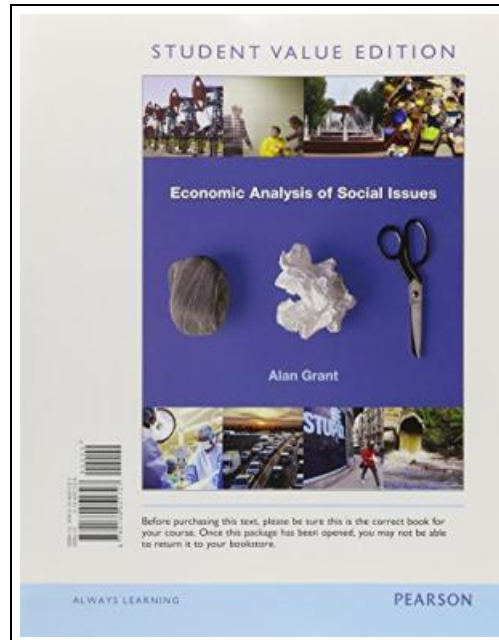 STUDENT VALUE EDITION
Economic Analysis of Social Issues
Alan Grant
STUP
Before purchasing this text, please be sure this is the correct book for
your course. Once this package has been opened, you may not be able
to return it to your bookstore.
ALWAYS LEARNING
PEARSON